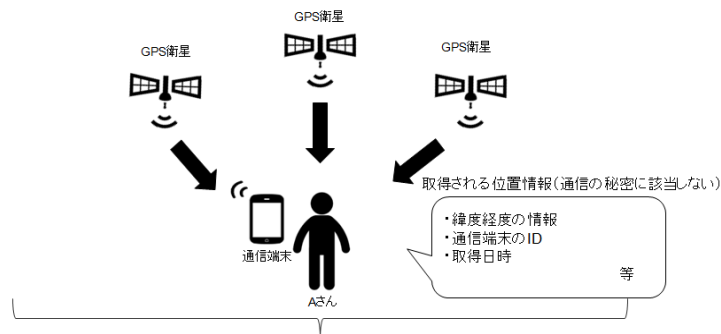 GPS衛星
GPS衛星
GPS衛星
取得される位置情報（通信の秘密に該当しない）
・緯度経度の情報
・通信端末のID
・取得日時
等
通信端末
Aさん